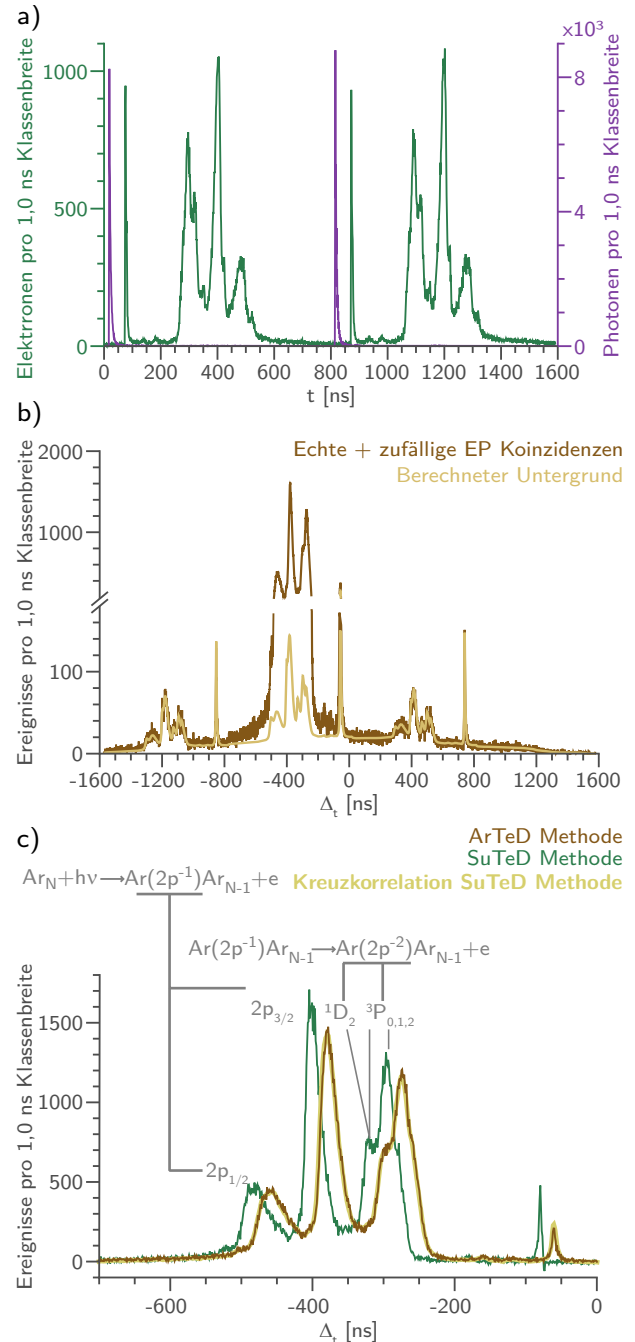 a)
×10³
Elektrronen pro 1,0 ns Klassenbreite
1000
500
0
Photonen pro 1,0 ns Klassenbreite
8
4
0
0 200 400 600 800 1000 1200 1400 1600
t [ns]
b)
Echte + zufällige EP Koinzidenzen
Berechneter Untergrund
Ereignisse pro 1,0 ns Klassenbreite
2000
1000
100
0
-1600 -1200 -800 -400 0 400 800 1200 1600
Δt [ns]
c)
ArTeD Methode
SuTeD Methode
Kreuzkorrelation SuTeD Methode
Ar_N+hν→Ar(2p⁻¹)Ar_N-1+e
Ar(2p⁻¹)Ar_N-1→Ar(2p⁻²)Ar_N-1+e
2p3/2
¹D₂
³P0,1,2
2p1/2
Ereignisse pro 1,0 ns Klassenbreite
1500
1000
500
0
-600 -400 -200 0
Δt [ns]